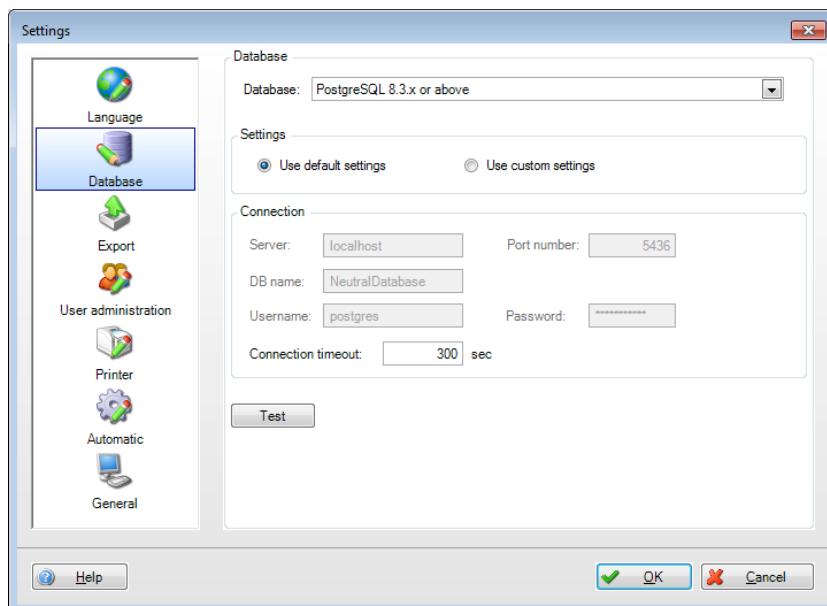 Settings
Language
Database
Export
User administration
Printer
Automatic
General
Database
Database: PostgreSQL 8.3.x or above
Settings
Use default settings Use custom settings
Connection
Server: localhost Port number: 5436
DB name: NeutralDatabase
Username: postgres Password: ***********
Connection timeout: 300 sec
Test
Help OK Cancel